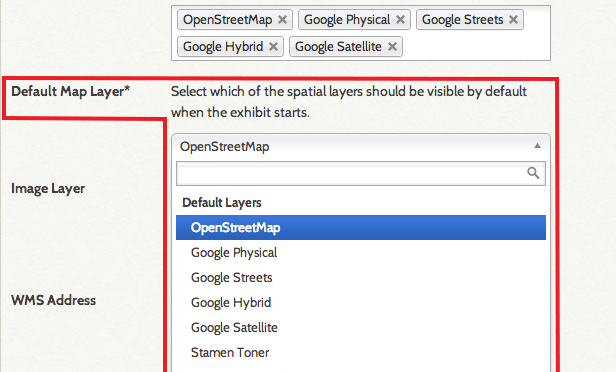 OpenStreetMap Google Physical Google Streets
Google Hybrid Google Satellite
Default Map Layer* Select which of the spatial layers should be visible by default
when the exhibit starts.
OpenStreetMap
Image Layer
Default Layers
OpenStreetMap
Google Physical
Google Streets
WMS Address
Google Hybrid
Google Satellite
Stamen Toner